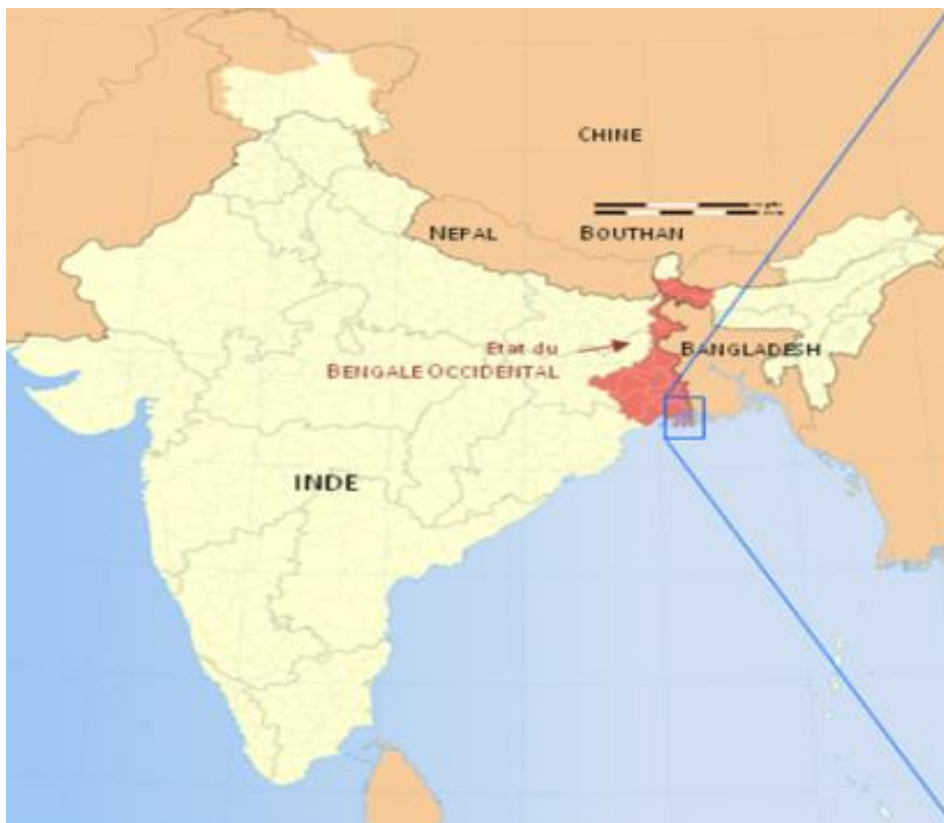 CHINE
NEPAL
BOUTHAN
Etat du
BENGALE OCCIDENTAL
BANGLADESH
INDE